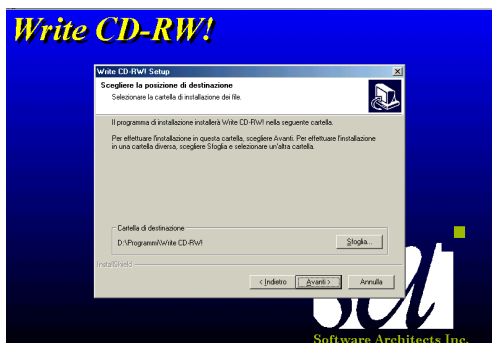 Write CD-RW!
Write CD-RW! Setup
Scegliere la posizione di destinazione
Selezionare la cartella di installazione dei file.
Il programma di installazione installerà Write CD-RW! nella seguente cartella.
Per effettuare l'installazione in questa cartella, scegliere Avanti. Per effettuare l'installazione
in una cartella diversa, scegliere Sfoglia e selezionare un'altra cartella.
Cartella di destinazione
D:\Programmi\Write CD-RW!
Sfoglia...
InstallShield
< Indietro
Avanti >
Annulla
sai
Software Architects Inc.